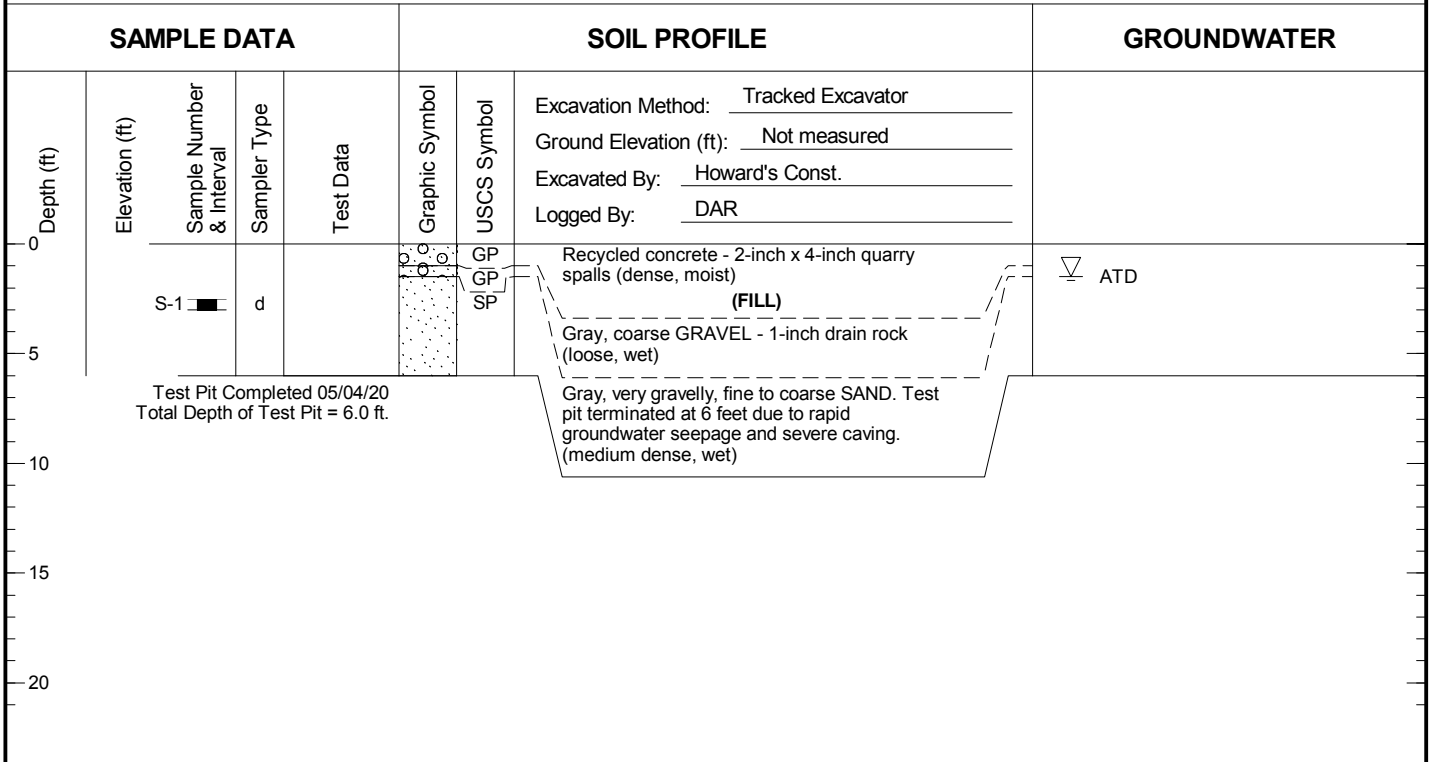 SAMPLE DATA
SOIL PROFILE
GROUNDWATER
Depth (ft)
Elevation (ft)
Sample Number
& Interval
Sampler Type
Test Data
Graphic Symbol
USCS Symbol
Excavation Method: Tracked Excavator
Ground Elevation (ft): Not measured
Excavated By: Howard's Const.
Logged By: DAR
0
GP
Recycled concrete - 2-inch x 4-inch quarry
spalls (dense, moist)
(FILL)
GP
ATD
S-1
d
SP
Gray, coarse GRAVEL - 1-inch drain rock
(loose, wet)
5
Test Pit Completed 05/04/20
Total Depth of Test Pit = 6.0 ft.
Gray, very gravelly, fine to coarse SAND. Test
pit terminated at 6 feet due to rapid
groundwater seepage and severe caving.
(medium dense, wet)
10
15
20